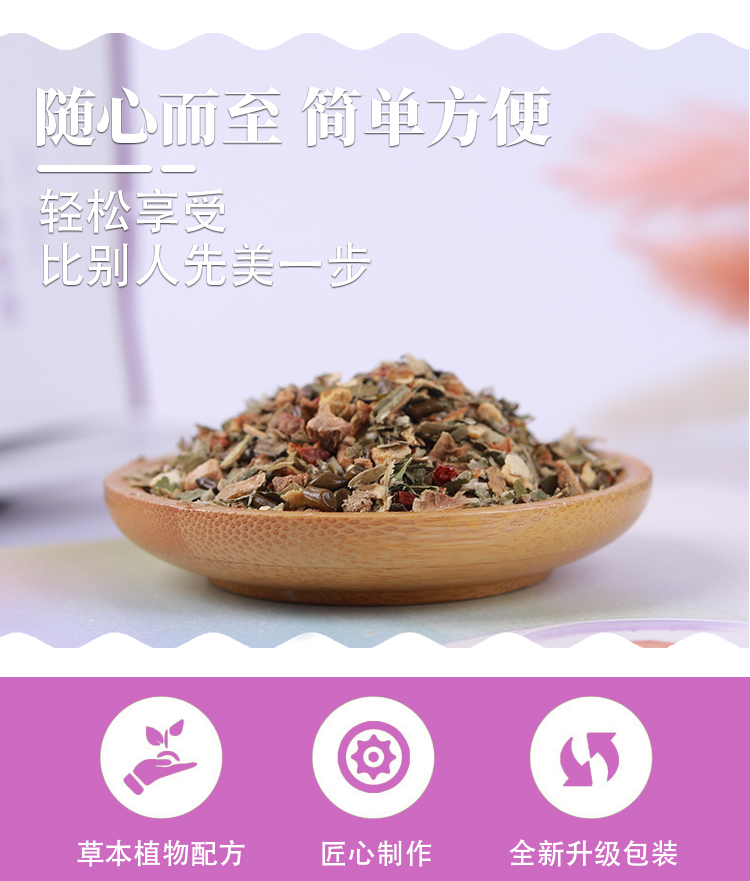 随心而至 简单方便
轻松享受
比别人先美一步
草本植物配方
匠心制作
全新升级包装